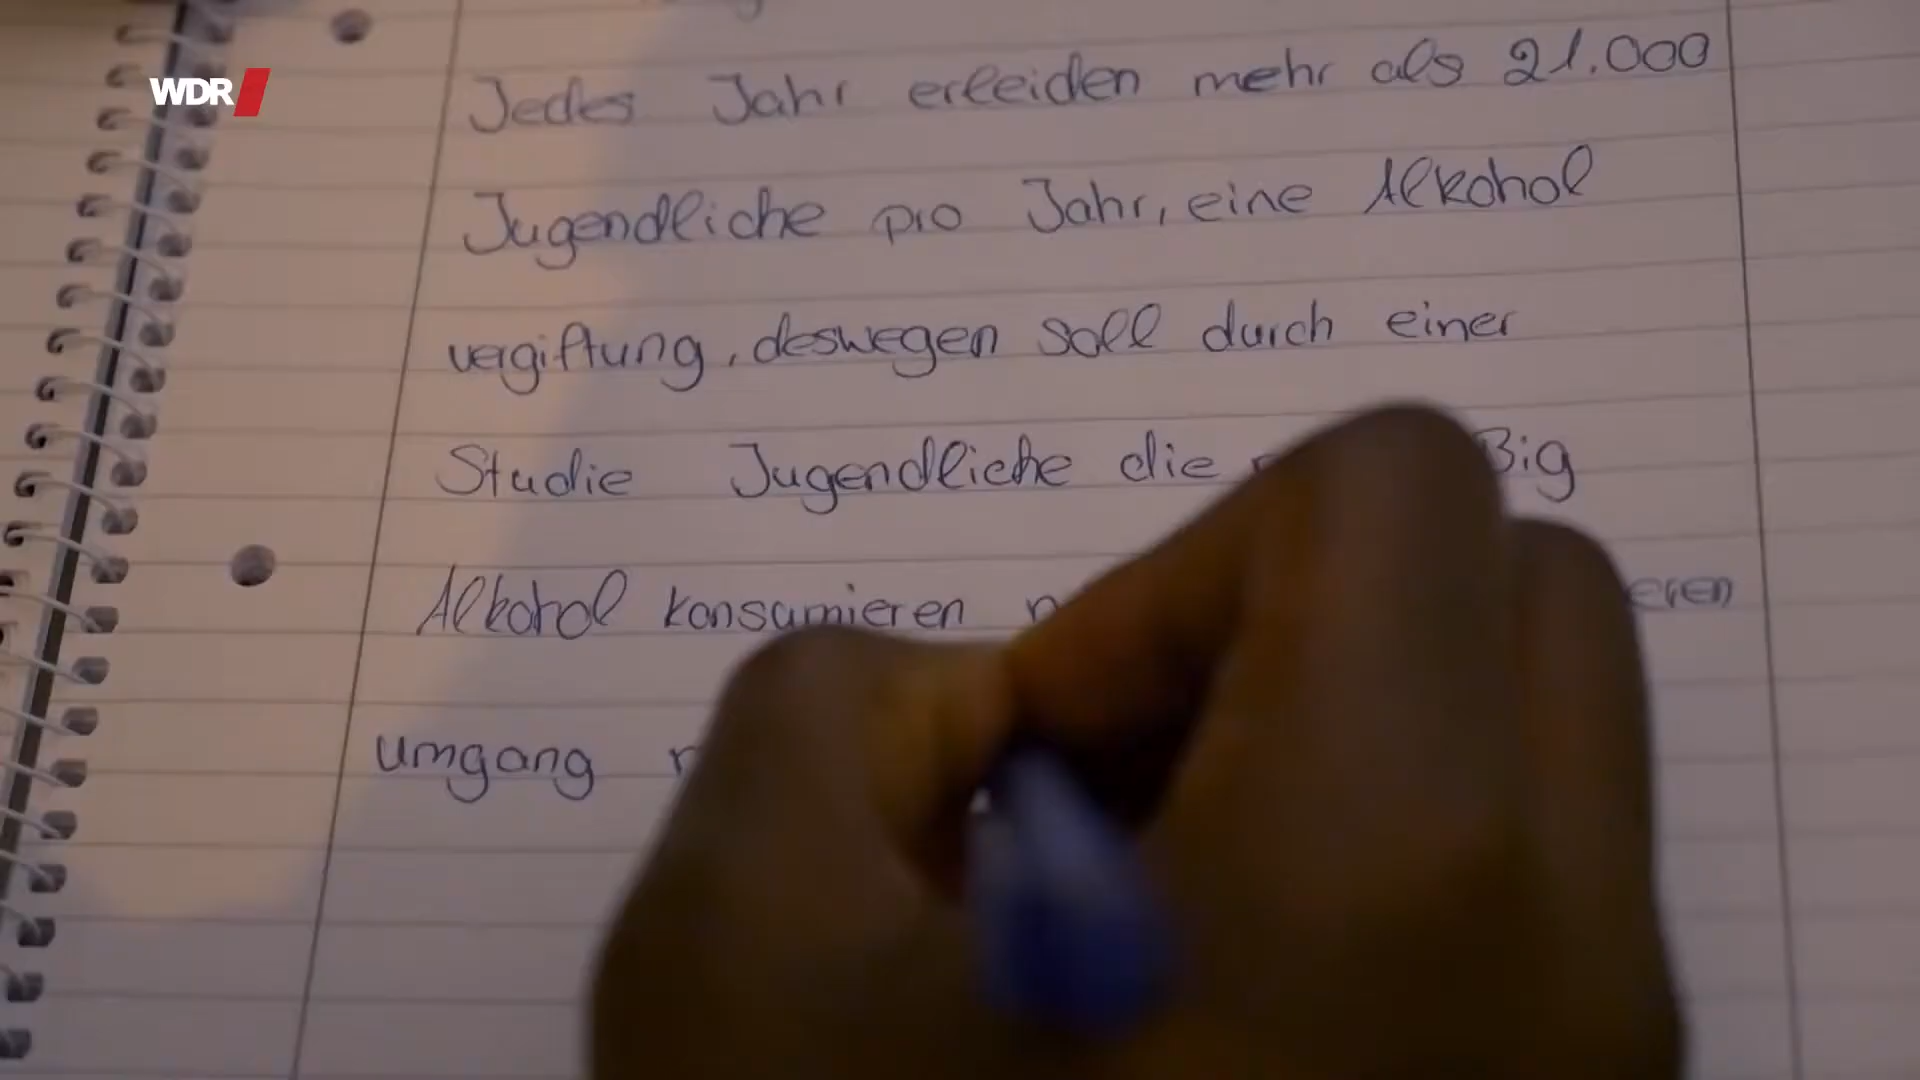 WDR
Jedes Jahr erleiden mehr als 21.000
Jugendliche pro Jahr, eine Alkohol
vergiftung, deswegen soll durch einer
Studie Jugendliche die
Alkohol konsumieren
umgang